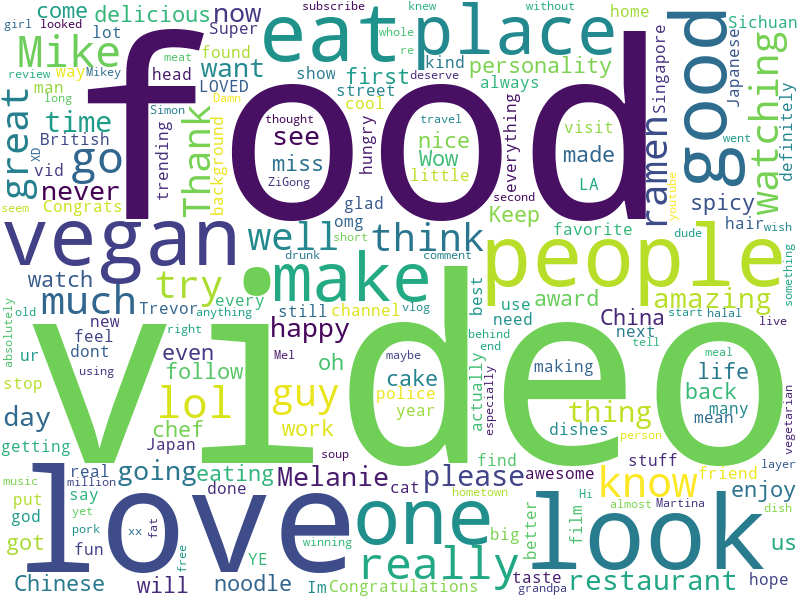 girl looked subscribe knew without
come delicious now lot Super found
eat place
whole re home Sichuan
Mike
review way Mikey
head LOVED want show first kind personality
meat man long
street Simon Damn cool always
good
Japanese
Singapore
food
great
time British XD vid
trending
Thank
background
see miss thought ZiGong
hungry
travel nice Wow little
everything
visit made LA
ramen
Watching
definitely
went
go never seem Congrats
glad omg
second Keep
spicy
youtube
hair wish
vegan
well think
drunk short comment
favorite dude
people
something
watch much
try make
Trevor every anything
still channel vlog
best
use need award
amazing
China next start halal tell live
absolutely
old new feel ur dont even
right happy
behind end
actually
especially
video
using follow stop
Mel oh maybe
cake police year
making
meal life back many mean
vegetarian
day lol guy
chef work
thing
dishes person
getting Japan
soup
real going eating Melanie please
find stuff
awesome
know
friend
layer
enjoy
music million put say done
cat hometown
Hi Martina
love one look
god yet got
pork fun
xx fat free
YE
winning
really
big better film
almost dish us
Chinese will noodle Im
Congratulations
grandpa
taste restaurant hope